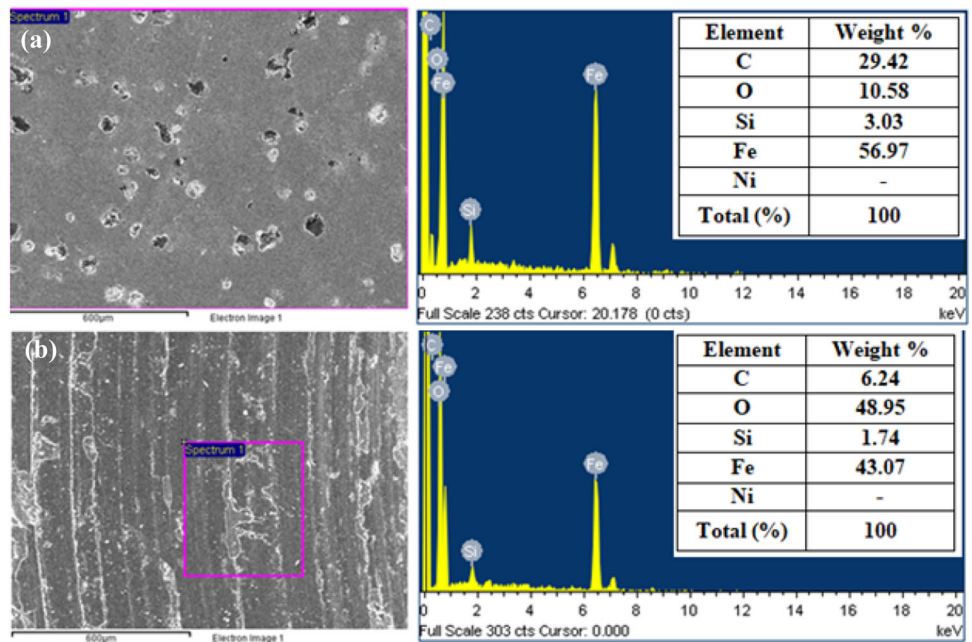 Spectrum 1
(a)
600µm Electron Image 1
C
O
Fe
Si
Fe
0 2 4 6 8 10 12 14 16 18 20
Full Scale 238 cts Cursor: 20.178 (0 cts) keV
Element Weight %
C 29.42
O 10.58
Si 3.03
Fe 56.97
Ni -
Total (%) 100
(b)
Spectrum 1
600µm Electron Image 1
C
Fe
O
Si
Fe
0 2 4 6 8 10 12 14 16 18 20
Full Scale 303 cts Cursor: 0.000 keV
Element Weight %
C 6.24
O 48.95
Si 1.74
Fe 43.07
Ni -
Total (%) 100